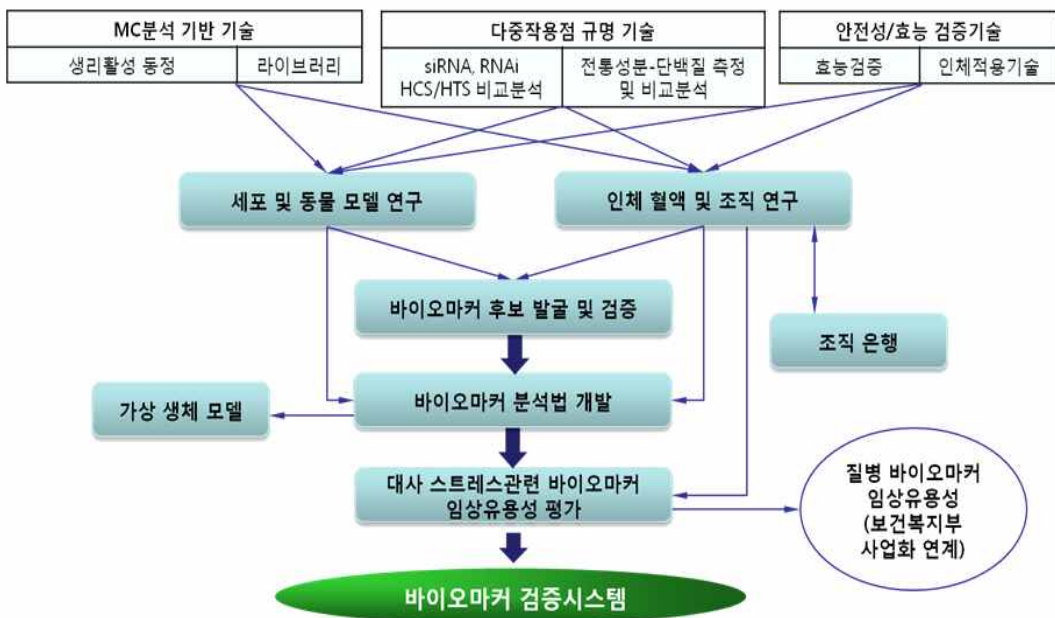 MC분석 기반 기술
생리활성 동정
라이브러리
다중작용점 규명 기술
siRNA, RNAi
HCS/HTS 비교분석
전통성분-단백질 측정
및 비교분석
안전성/효능 검증기술
효능검증
인체적용기술
세포 및 동물 모델 연구
인체 혈액 및 조직 연구
바이오마커 후보 발굴 및 검증
조직 은행
가상 생체 모델
바이오마커 분석법 개발
대사 스트레스관련 바이오마커
임상유용성 평가
질병 바이오마커
임상유용성
(보건복지부
사업화 연계)
바이오마커 검증시스템